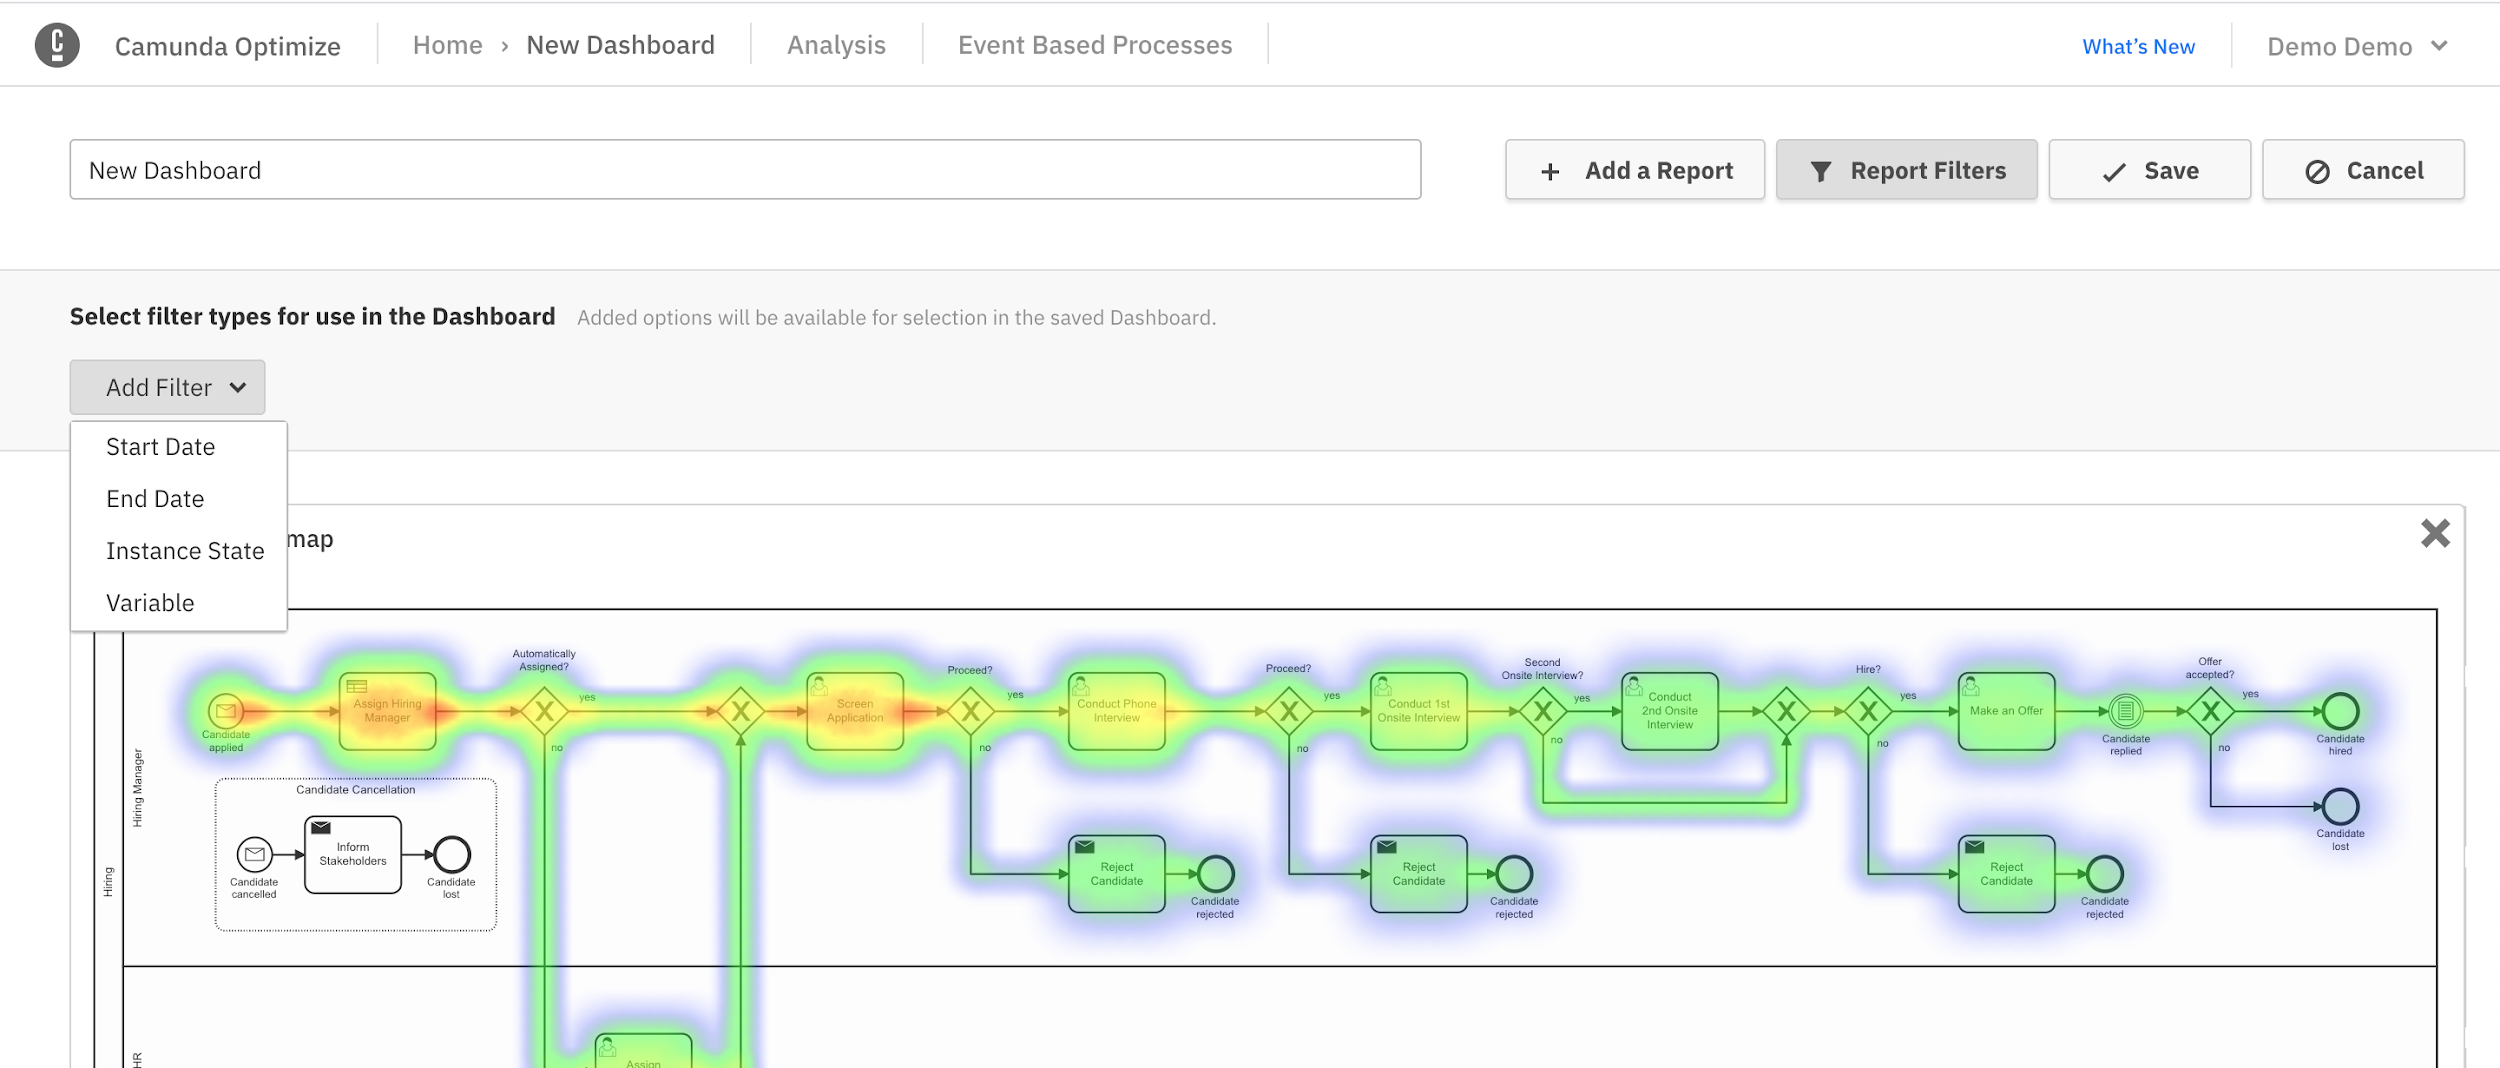 Camunda Optimize
Home › New Dashboard
Analysis
Event Based Processes
What's New
Demo Demo
New Dashboard
+ Add a Report
Report Filters
Save
Cancel
Select filter types for use in the Dashboard
Added options will be available for selection in the saved Dashboard.
Add Filter
Start Date
End Date
Instance State
Variable
map
Hiring
Hiring Manager
HR
Candidate
applied
Assign Hiring
Manager
Automatically
Assigned?
yes
no
Screen
Application
Proceed?
yes
no
Conduct Phone
Interview
Proceed?
yes
no
Conduct 1st
Onsite Interview
Second
Onsite Interview?
yes
no
Conduct
2nd Onsite
Interview
Hire?
yes
no
Make an Offer
Candidate
replied
Offer
accepted?
yes
no
Candidate
hired
Candidate
lost
Candidate Cancellation
Candidate
cancelled
Inform
Stakeholders
Candidate
lost
Reject
Candidate
Candidate
rejected
Reject
Candidate
Candidate
rejected
Reject
Candidate
Candidate
rejected
Assign